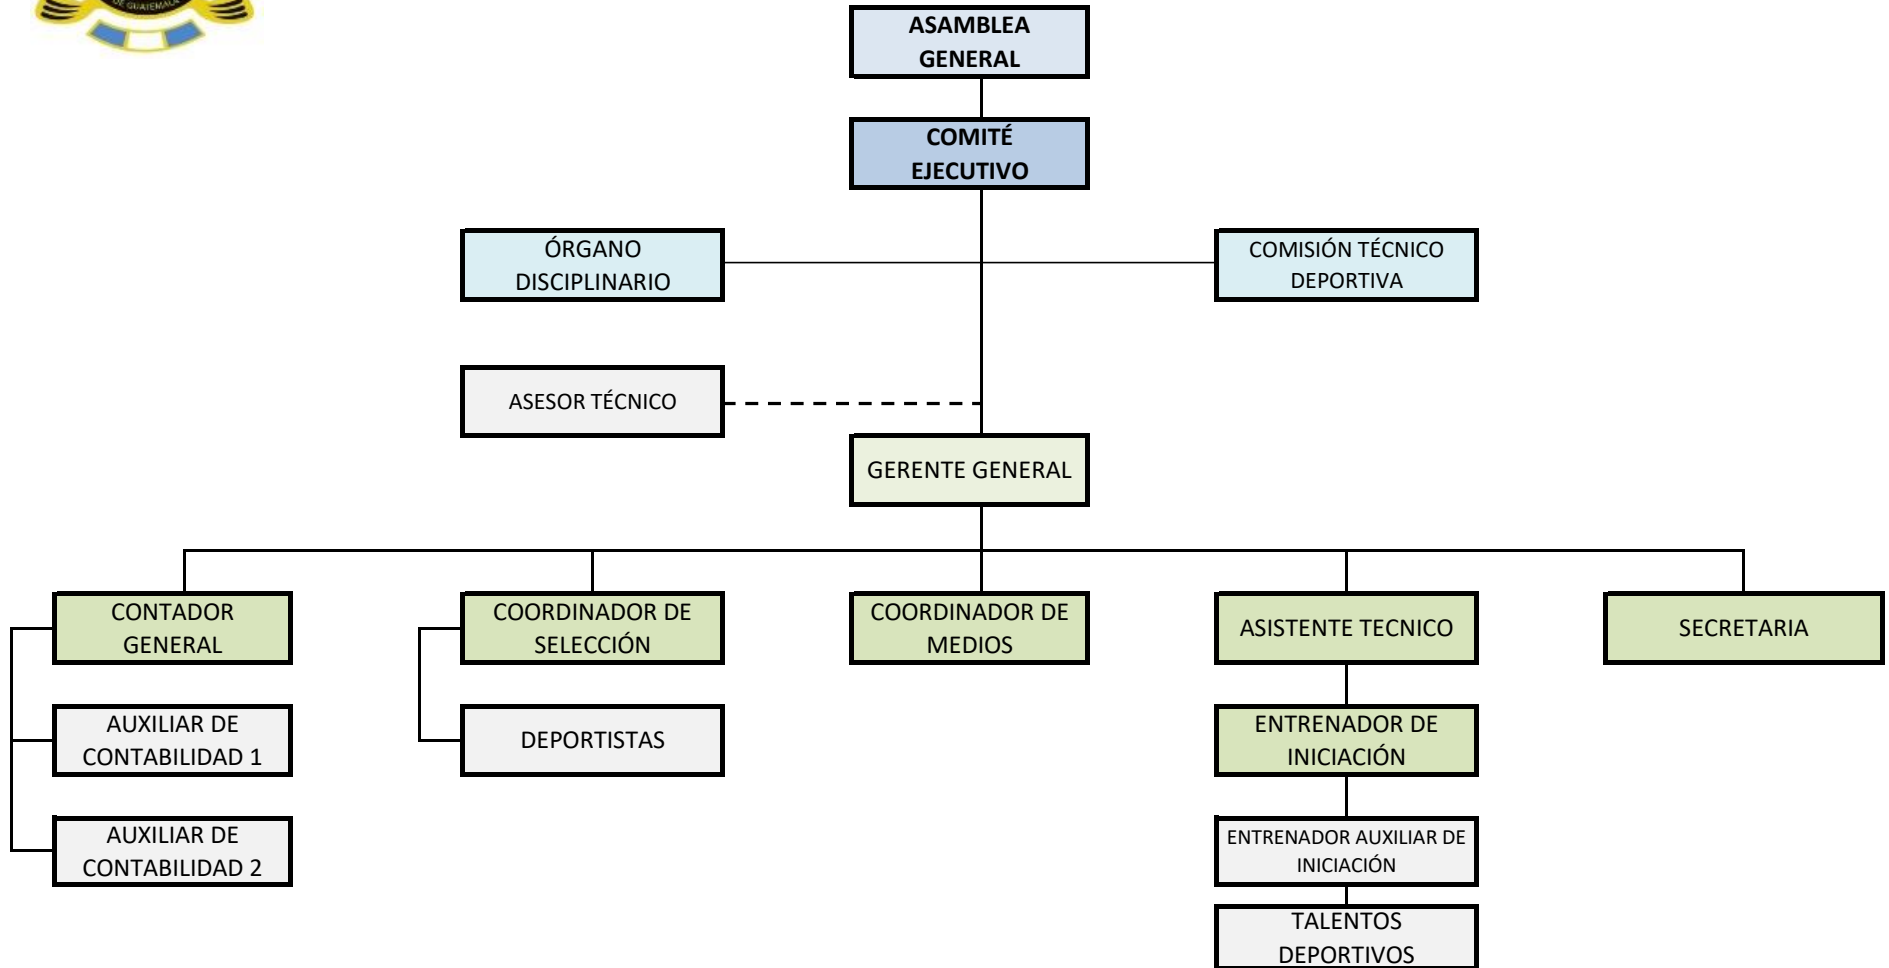 DE GUATEMALA
ASAMBLEA
GENERAL
COMITÉ
EJECUTIVO
ÓRGANO
DISCIPLINARIO
COMISIÓN TÉCNICO
DEPORTIVA
ASESOR TÉCNICO
GERENTE GENERAL
CONTADOR
GENERAL
COORDINADOR DE
SELECCIÓN
COORDINADOR DE
MEDIOS
ASISTENTE TECNICO
SECRETARIA
AUXILIAR DE
CONTABILIDAD 1
DEPORTISTAS
ENTRENADOR DE
INICIACIÓN
AUXILIAR DE
CONTABILIDAD 2
ENTRENADOR AUXILIAR DE
INICIACIÓN
TALENTOS
DEPORTIVOS